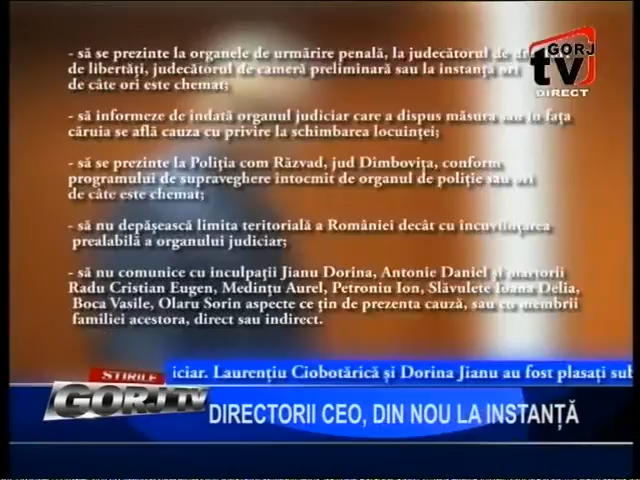 - să se prezinte la organele de urmărire penală, la judecătorul de
de libertăți, judecătorul de cameră preliminară sau la instanță ori
de câte ori este chemat;
- să informeze de îndată organul judiciar care a dispus măsura sau în fața
căruia se află cauza cu privire la schimbarea locuinței;
- să se prezinte la Poliția com Răzvad, jud Dîmbovița, conform
programului de supraveghere intocmit de organul de poliție sau ori
de câte este chemat;
- să nu depășească limita teritorială a României decât cu încuviințarea
prealabilă a organului judiciar;
- să nu comunice cu inculpații Jianu Dorina, Antonie Daniel și martorii
Radu Cristian Eugen, Medințu Aurel, Petroniu Ion, Slăvulete Ioana Delia,
Boca Vasile, Olaru Sorin aspecte ce țin de prezenta cauză, sau cu membrii
familiei acestora, direct sau indirect.
GORJ
tv
DIRECT
iciar. Laurențiu Ciobotărică și Dorina Jianu au fost plasați sub
ȘTIRILE
GORJ TV
DIRECTORII CEO, DIN NOU LA INSTANȚĂ